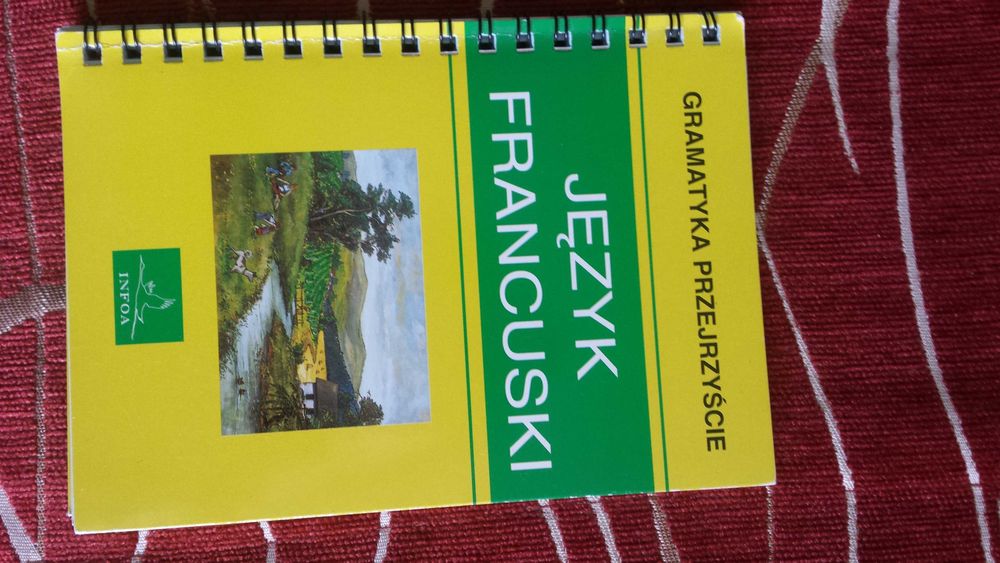 GRAMATYKA PRZEJRZYŚCIE
JĘZYK
FRANCUSKI
INFOA